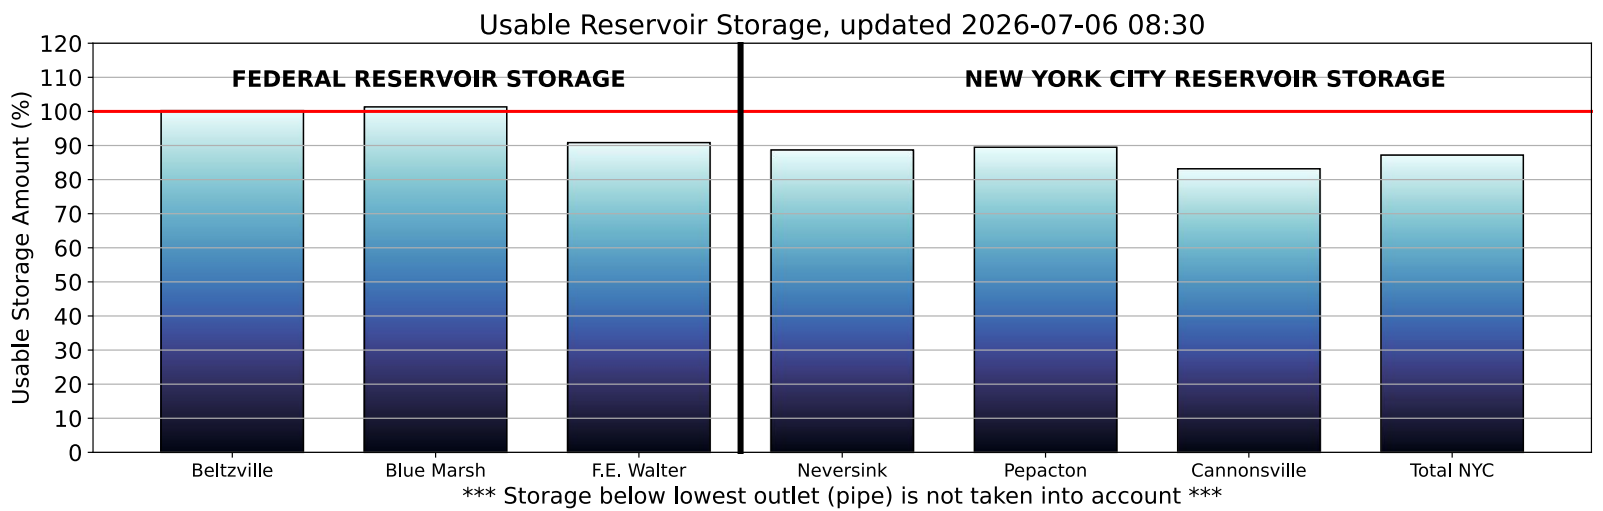 Usable Reservoir Storage, updated 2026-07-06 08:30
FEDERAL RESERVOIR STORAGE
NEW YORK CITY RESERVOIR STORAGE
Usable Storage Amount (%)
120
110
100
90
80
70
60
50
40
30
20
10
0
Beltzville
Blue Marsh
F.E. Walter
Neversink
Pepacton
Cannonsville
Total NYC
*** Storage below lowest outlet (pipe) is not taken into account ***